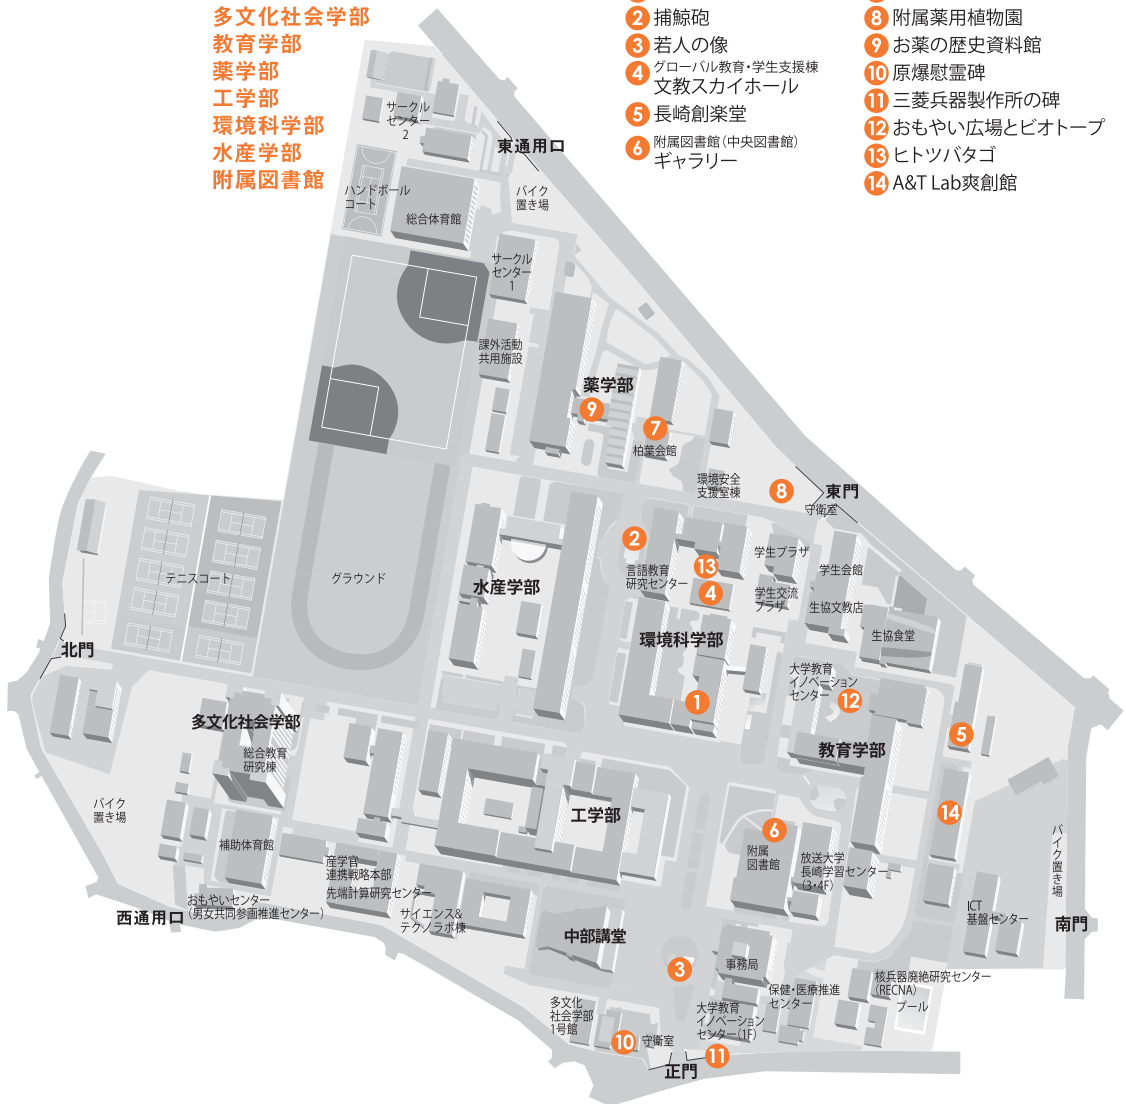 多文化社会学部
教育学部
薬学部
工学部
環境科学部
水産学部
附属図書館
2 捕鯨砲
3 若人の像
4 グローバル教育・学生支援棟
文教スカイホール
5 長崎創楽堂
6 附属図書館（中央図書館）
ギャラリー
8 附属薬用植物園
9 お薬の歴史資料館
10 原爆慰霊碑
11 三菱兵器製作所の碑
12 おもやい広場とビオトープ
13 ヒトツバタゴ
14 A&T Lab爽創館
サークル
センター
2
東通用口
ハンドボール
コート
バイク
置き場
総合体育館
サークル
センター
1
課外活動
共用施設
薬学部
9
7
柏葉会館
環境安全
支援室棟
8
東門
守衛室
2
言語教育
研究センター
13
4
学生プラザ
学生会館
学生交流
プラザ
生協文教店
生協食堂
テニスコート
グラウンド
水産学部
環境科学部
北門
大学教育
イノベーション
センター
12
1
5
多文化社会学部
総合教育
研究棟
教育学部
バイク
置き場
工学部
14
6
補助体育館
附属
図書館
放送大学
長崎学習センター
（3・4F）
バイク置き場
産学官
連携戦略本部
先端計算研究センター
おもやいセンター
（男女共同参画推進センター）
西通用口
サイエンス&
テクノラボ棟
ICT
基盤センター
南門
中部講堂
3
事務局
核兵器廃絶研究センター
（RECNA）
プール
保健・医療推進
センター
多文化
社会学部
1号館
大学教育
イノベーション
センター（1F）
10
守衛室
11
正門